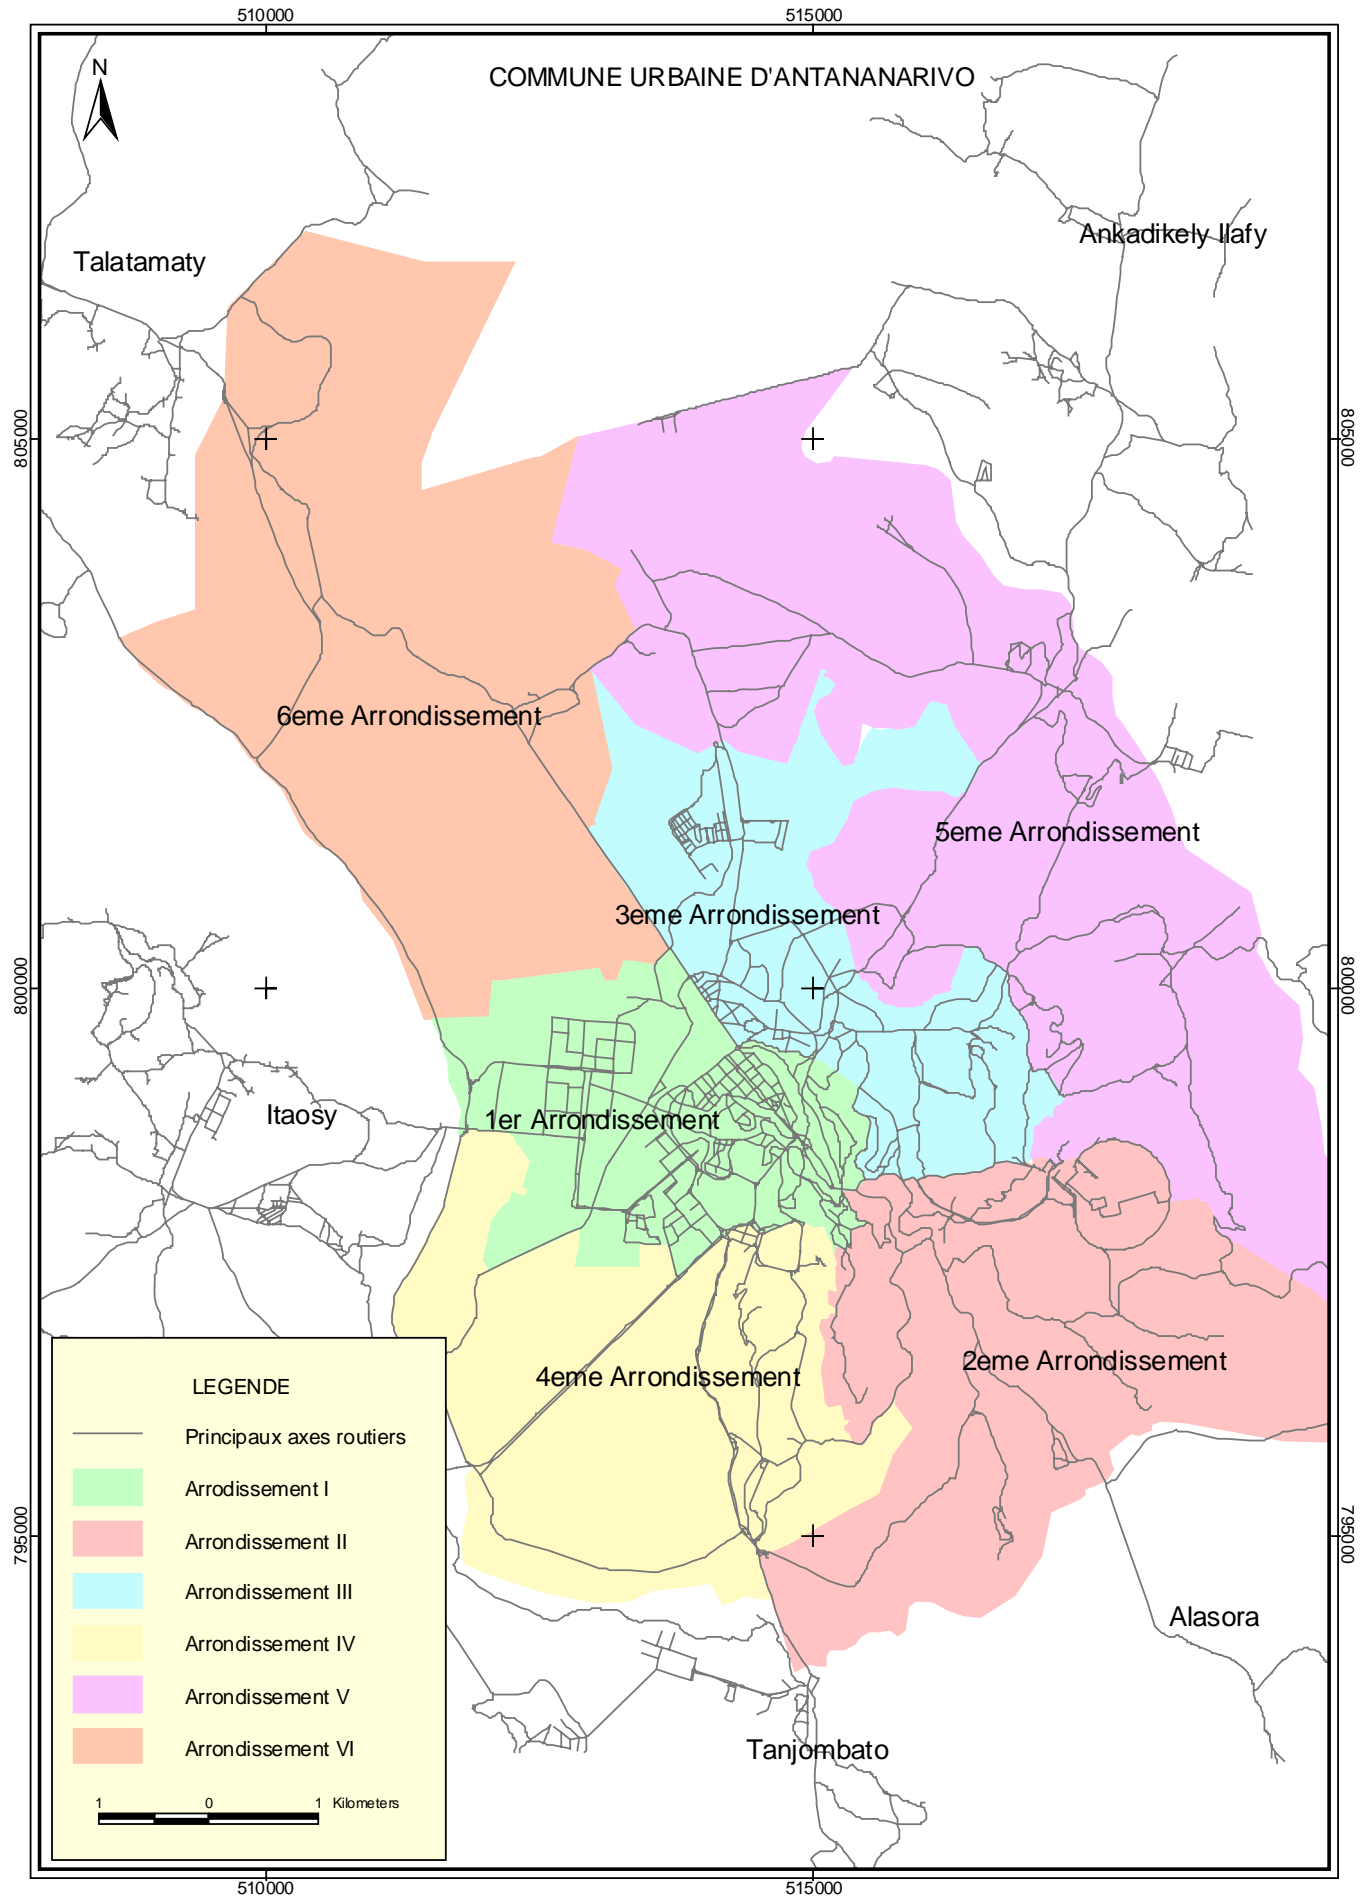 510000
515000
N
COMMUNE URBAINE D'ANTANANARIVO
Ankadikely Ilafy
Talatamaty
805000
805000
6eme Arrondissement
5eme Arrondissement
3eme Arrondissement
800000
800000
Itaosy
1er Arrondissement
2eme Arrondissement
4eme Arrondissement
LEGENDE
Principaux axes routiers
Arrodissement I
Arrondissement II
Arrondissement III
Arrondissement IV
Arrondissement V
Arrondissement VI
1 0 1 Kilometers
795000
795000
Alasora
Tanjombato
510000
515000